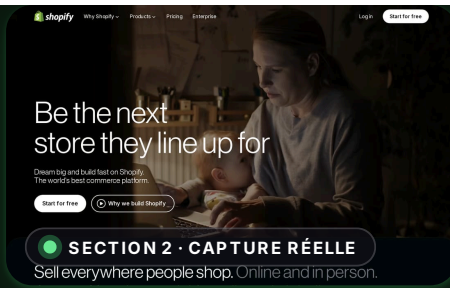 shopify Why Shopify Products Pricing Enterprise Log in Start for free
Be the next
store they line up for
Dream big and build fast on Shopify.
The world's best commerce platform.
Start for free Why we build Shopify
SECTION 2 · CAPTURE RÉELLE
Sell everywhere people shop. Online and in person.